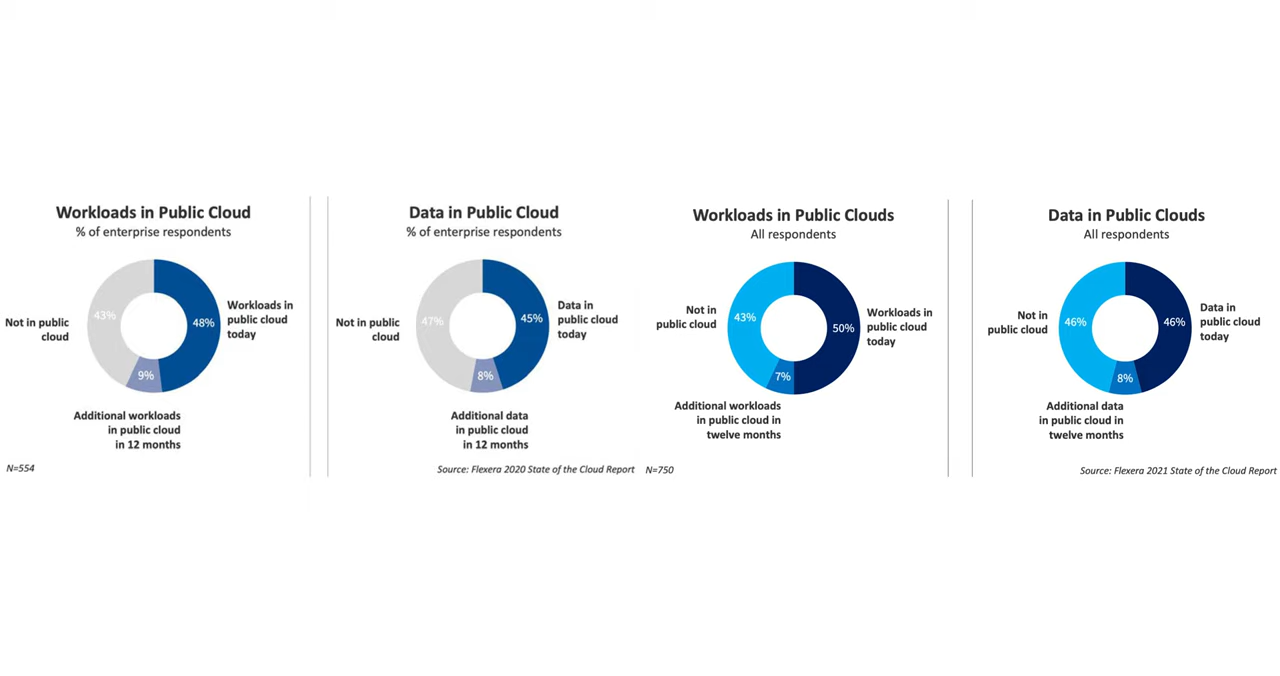 Workloads in Public Cloud
% of enterprise respondents
Not in public
cloud
43%
48%
9%
Workloads in
public cloud
today
Additional workloads
in public cloud
in 12 months
N=554
Data in Public Cloud
% of enterprise respondents
Not in public
cloud
47%
45%
8%
Data in
public cloud
today
Additional data
in public cloud
in 12 months
Source: Flexera 2020 State of the Cloud Report
Workloads in Public Clouds
All respondents
Not in
public cloud
43%
50%
7%
Workloads in
public cloud
today
Additional workloads
in public cloud in
twelve months
N=750
Data in Public Clouds
All respondents
Not in
public cloud
46%
46%
8%
Data in
public cloud
today
Additional data
in public cloud in
twelve months
Source: Flexera 2021 State of the Cloud Report